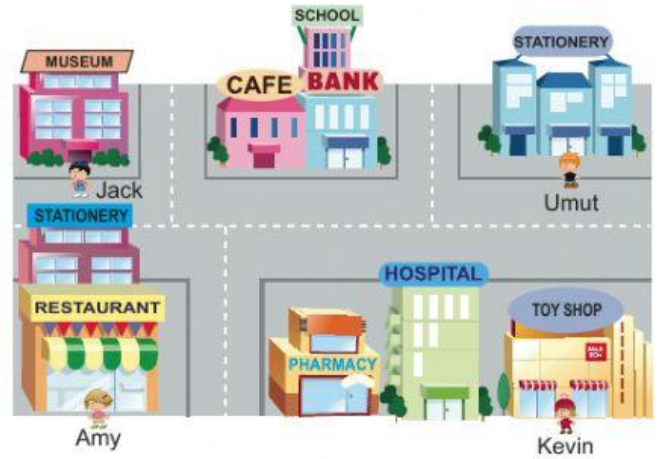 SCHOOL
STATIONERY
MUSEUM
CAFE BANK
Jack
Umut
STATIONERY
HOSPITAL
RESTAURANT
TOY SHOP
PHARMACY
Amy
Kevin